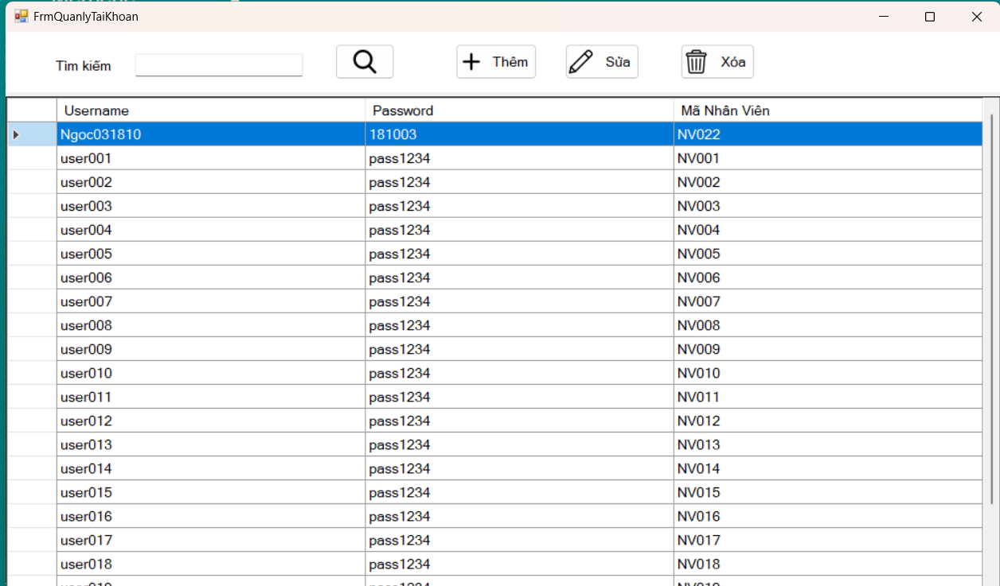 FrmQuanlyTaiKhoan
Tìm kiếm Thêm Sửa Xóa
Username Password Mã Nhân Viên
Ngoc031810 181003 NV022
user001 pass1234 NV001
user002 pass1234 NV002
user003 pass1234 NV003
user004 pass1234 NV004
user005 pass1234 NV005
user006 pass1234 NV006
user007 pass1234 NV007
user008 pass1234 NV008
user009 pass1234 NV009
user010 pass1234 NV010
user011 pass1234 NV011
user012 pass1234 NV012
user013 pass1234 NV013
user014 pass1234 NV014
user015 pass1234 NV015
user016 pass1234 NV016
user017 pass1234 NV017
user018 pass1234 NV018